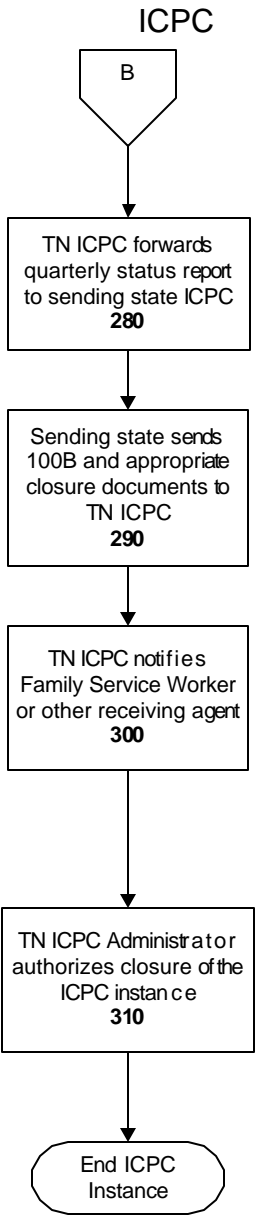 ICPC
B
TN ICPC forwards
quarterly status report
to sending state ICPC
280
Sending state sends
100B and appropriate
closure documents to
TN ICPC
290
TN ICPC notifies
Family Service Worker
or other receiving agent
300
TN ICPC Administrator
authorizes closure of the
ICPC instance
310
End ICPC
Instance